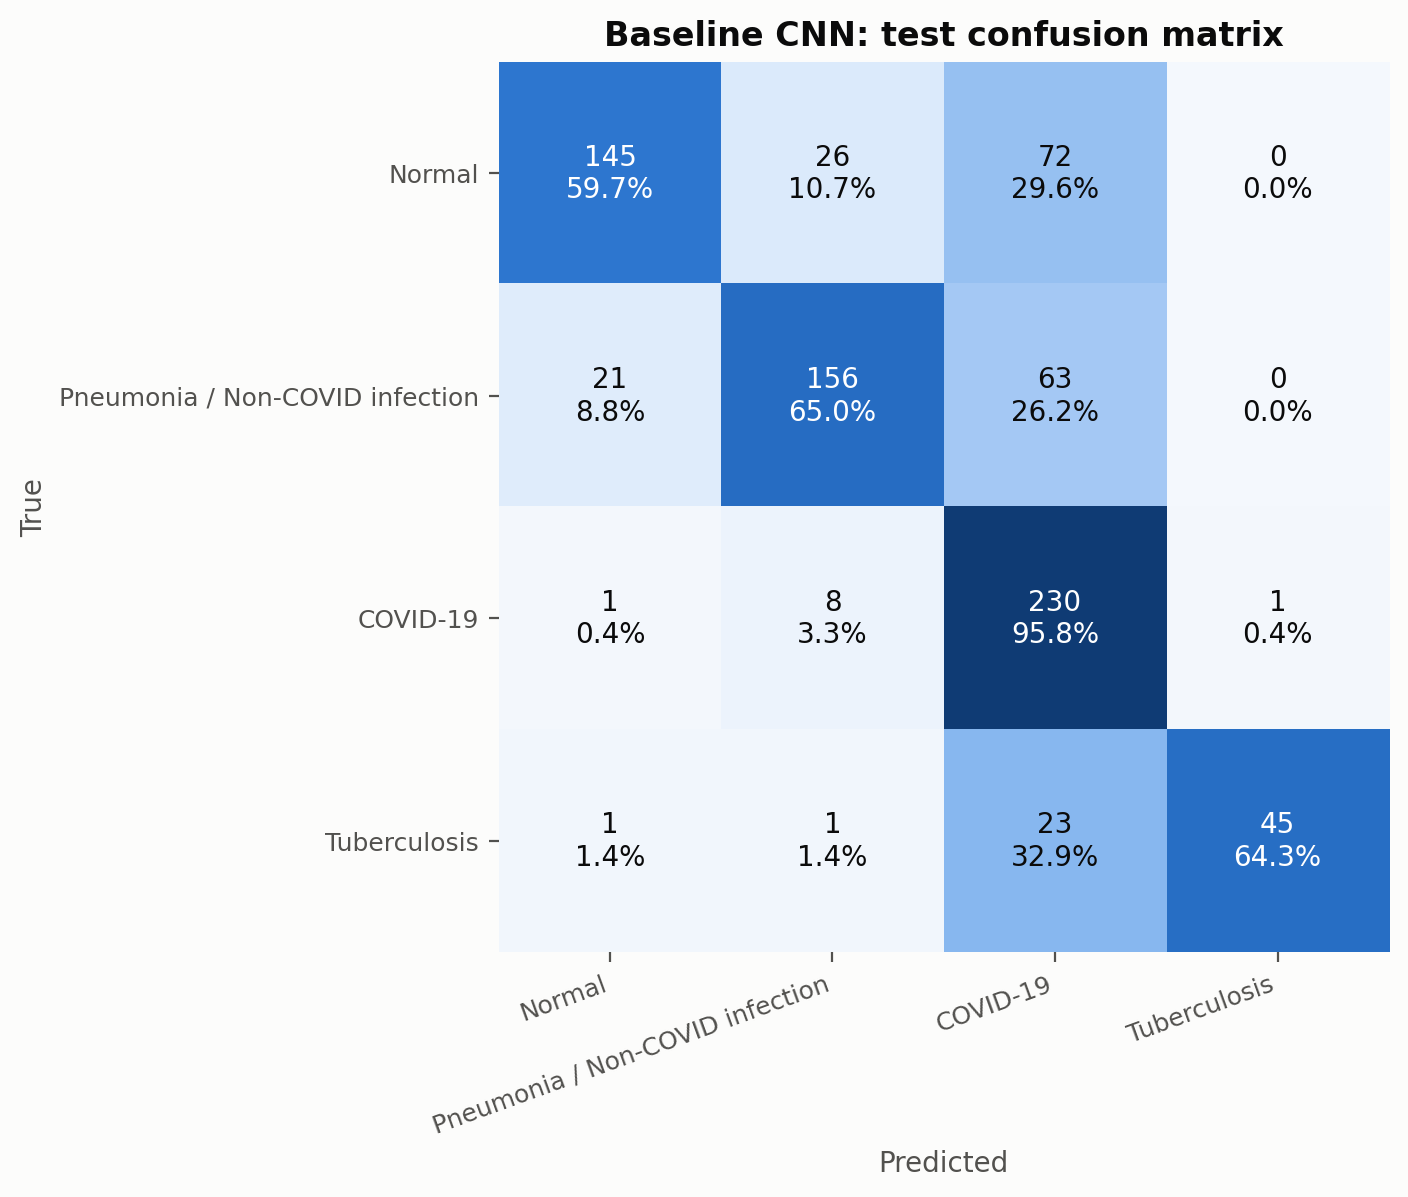 Baseline CNN: test confusion matrix
Normal
145
59.7%
26
10.7%
72
29.6%
0
0.0%
Pneumonia / Non-COVID infection
21
8.8%
156
65.0%
63
26.2%
0
0.0%
True
COVID-19
1
0.4%
8
3.3%
230
95.8%
1
0.4%
Tuberculosis
1
1.4%
1
1.4%
23
32.9%
45
64.3%
Normal
Pneumonia / Non-COVID infection
COVID-19
Tuberculosis
Predicted